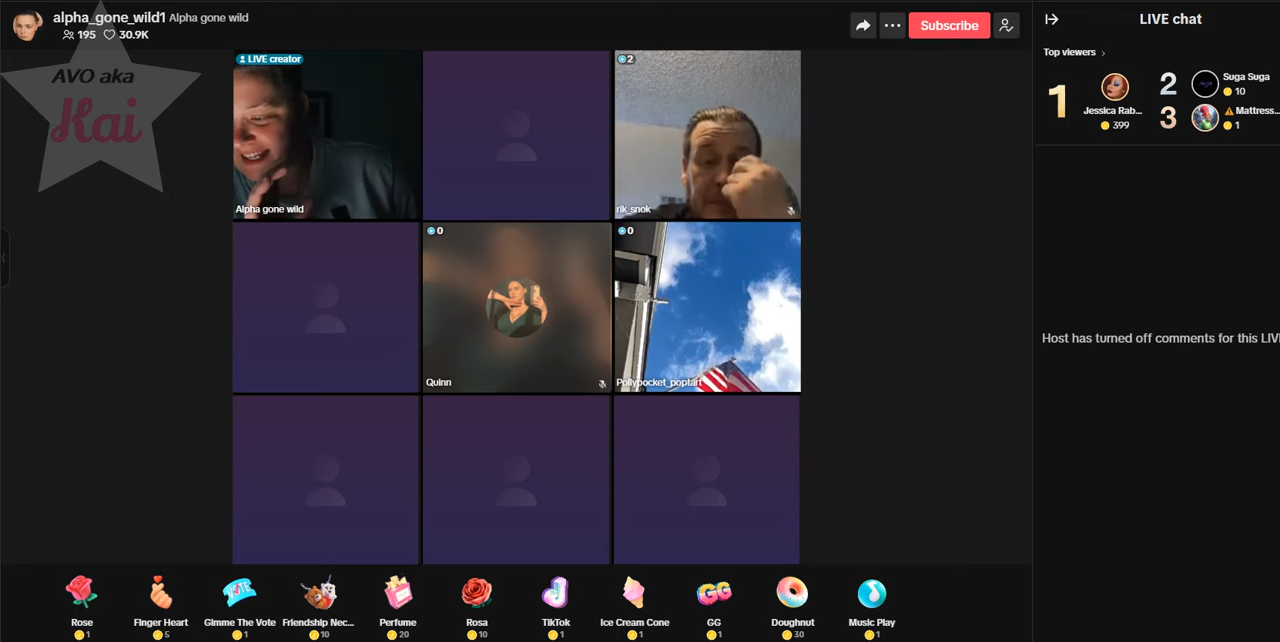 alpha_gone_wild1 Alpha gone wild
195 30.9K
Subscribe
AVO aka
Kai
LIVE creator
Alpha gone wild
2
rik_snok
0
Quinn
0
Pollypocket_poptart
LIVE chat
Top viewers
1
Jessica Rab...
399
2
Suga Suga
10
3
Mattress...
1
Host has turned off comments for this LIV
Rose
1
Finger Heart
5
VOTE
Gimme The Vote
1
Friendship Nec...
10
Perfume
20
Rosa
10
TikTok
1
Ice Cream Cone
1
GG
GG
1
Doughnut
30
Music Play
1